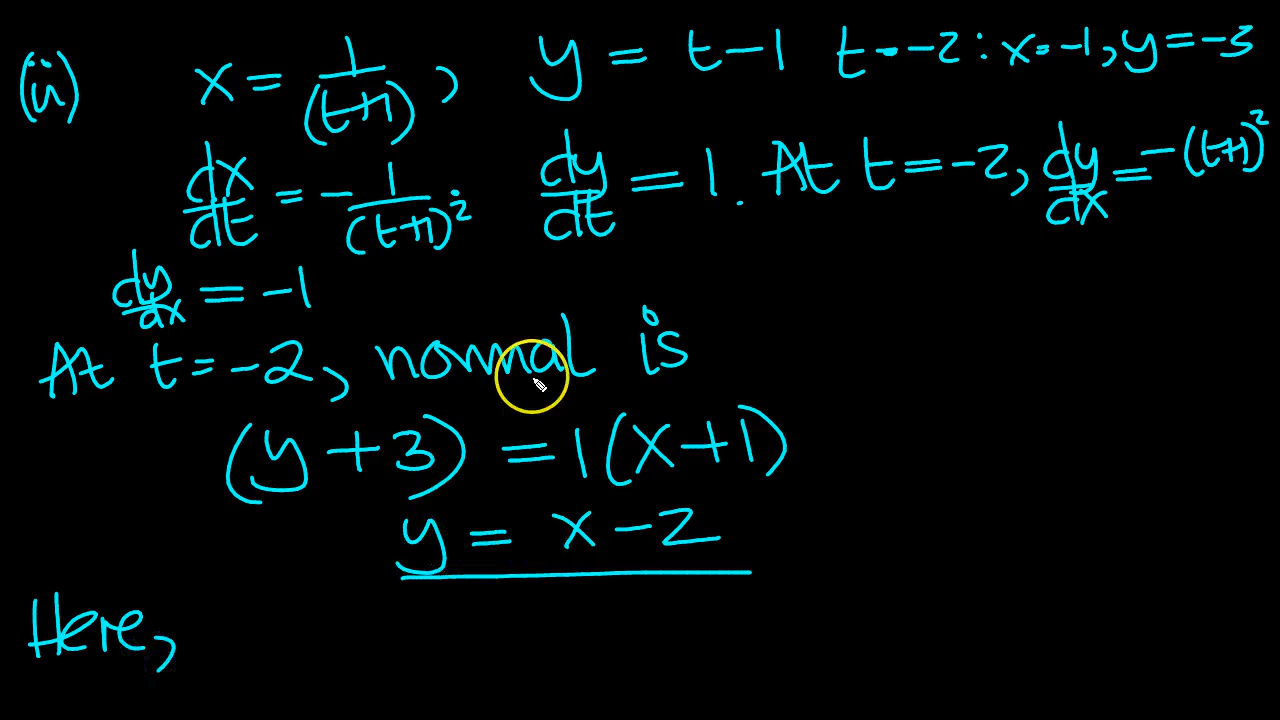 (ii) x = 1/(t+1), y = t-1 t=-2: x=-1, y=-3
dx/dt = -1/(t+1)², dy/dt = 1. At t=-2, dy/dx = -(t+1)²
dy/dx = -1
At t=-2, normal is
(y+3) = 1(x+1)
y = x-2
Here,